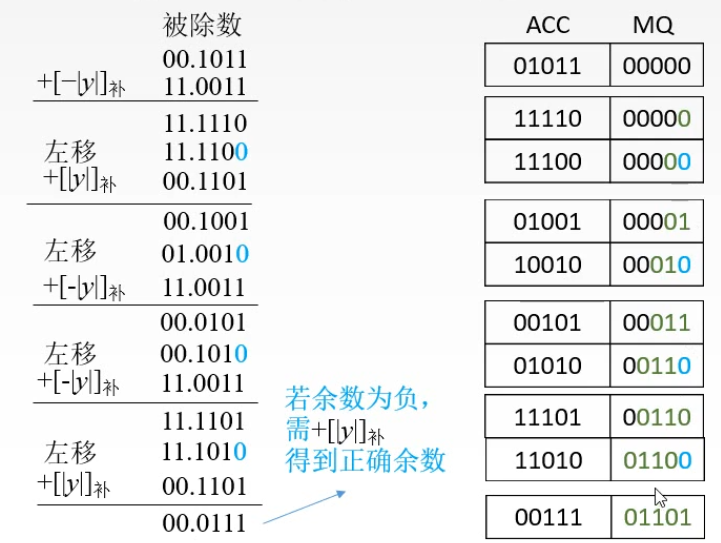 被除数 ACC MQ
00.1011
+[−|y|]补 11.0011
01011 00000
11.1110
左移 11.1100
+[|y|]补 00.1101
11110 00000
11100 00000
00.1001
左移 01.0010
+[-|y|]补 11.0011
01001 00001
10010 00010
00.0101
左移 00.1010
+[-|y|]补 11.0011
00101 00011
01010 00110
11.1101
左移 11.1010
+[|y|]补 00.1101
若余数为负，
需+[|y|]补
得到正确余数
11101 00110
11010 01100
00.0111
00111 01101